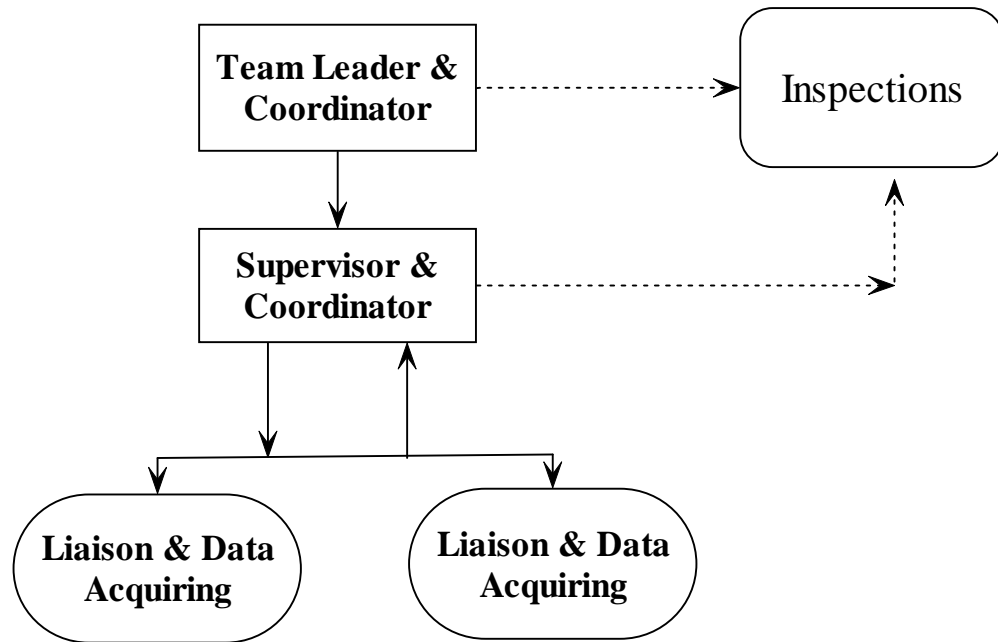 Team Leader &
Coordinator
Inspections
Supervisor &
Coordinator
Liaison & Data
Acquiring
Liaison & Data
Acquiring